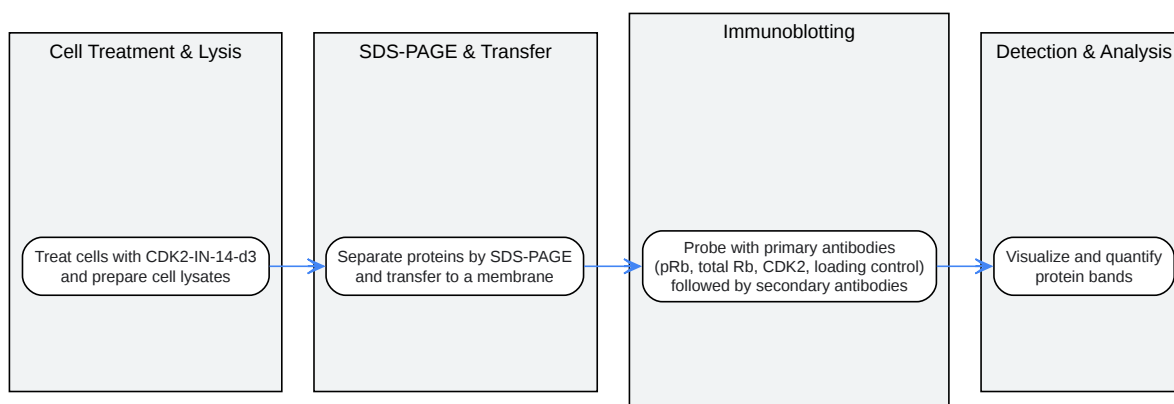 Cell Treatment & Lysis
Treat cells with CDK2-IN-14-d3
and prepare cell lysates
SDS-PAGE & Transfer
Separate proteins by SDS-PAGE
and transfer to a membrane
Immunoblotting
Probe with primary antibodies
(pRb, total Rb, CDK2, loading control)
followed by secondary antibodies
Detection & Analysis
Visualize and quantify
protein bands